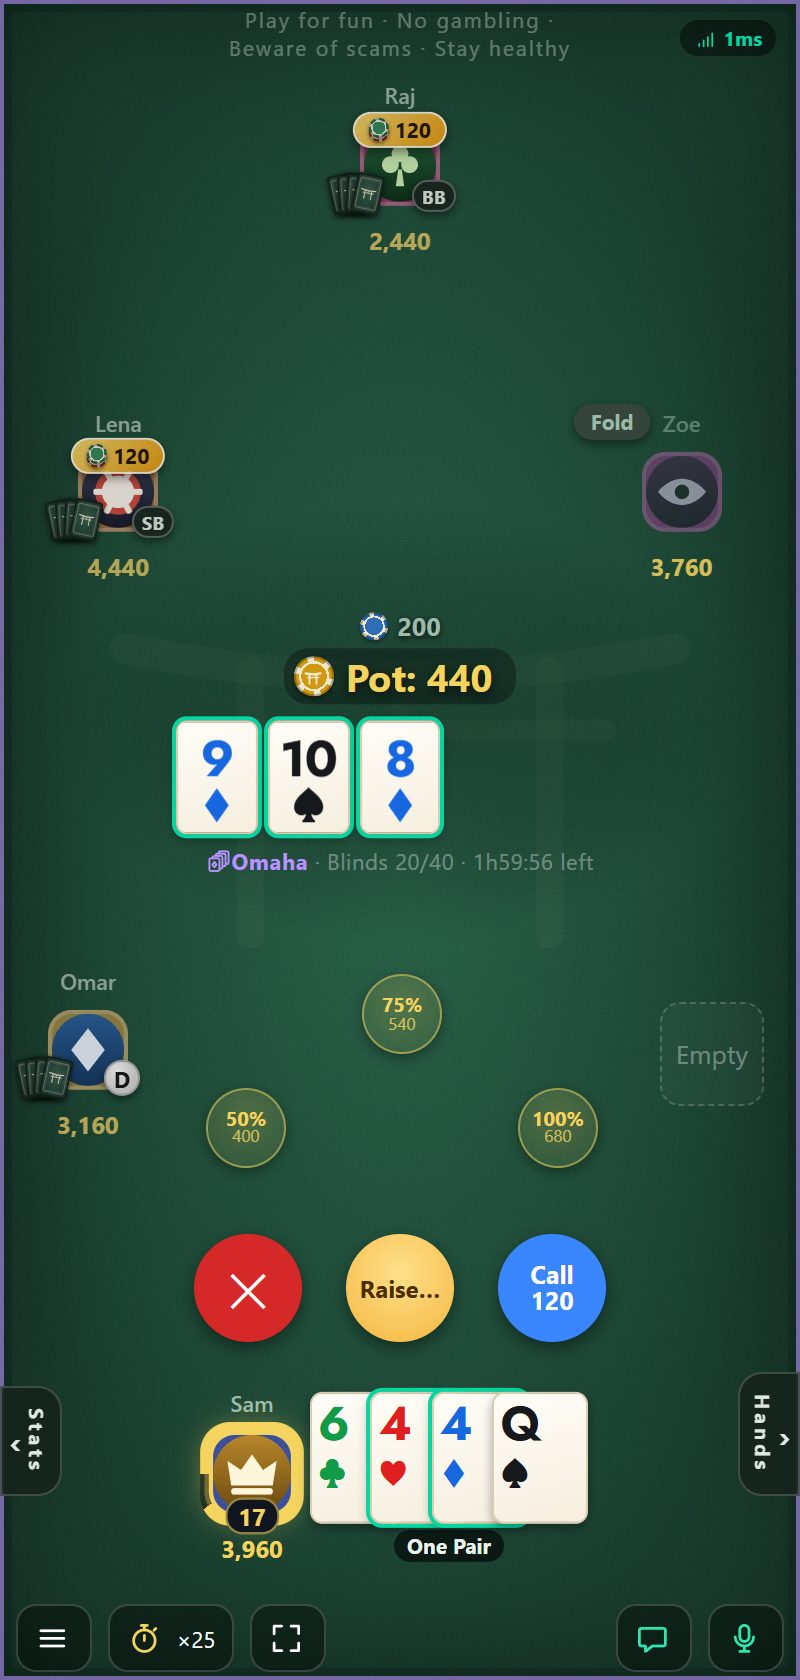 Play for fun · No gambling ·
Beware of scams · Stay healthy
1ms
Raj
120
BB
2,440
Lena
120
SB
4,440
Fold
Zoe
3,760
200
Pot: 440
9
10
8
Omaha · Blinds 20/40 · 1h59:56 left
Omar
D
3,160
75%
540
50%
400
100%
680
Empty
Raise...
Call
120
Stats
Hands
Sam
17
3,960
6
4
4
Q
One Pair
×25